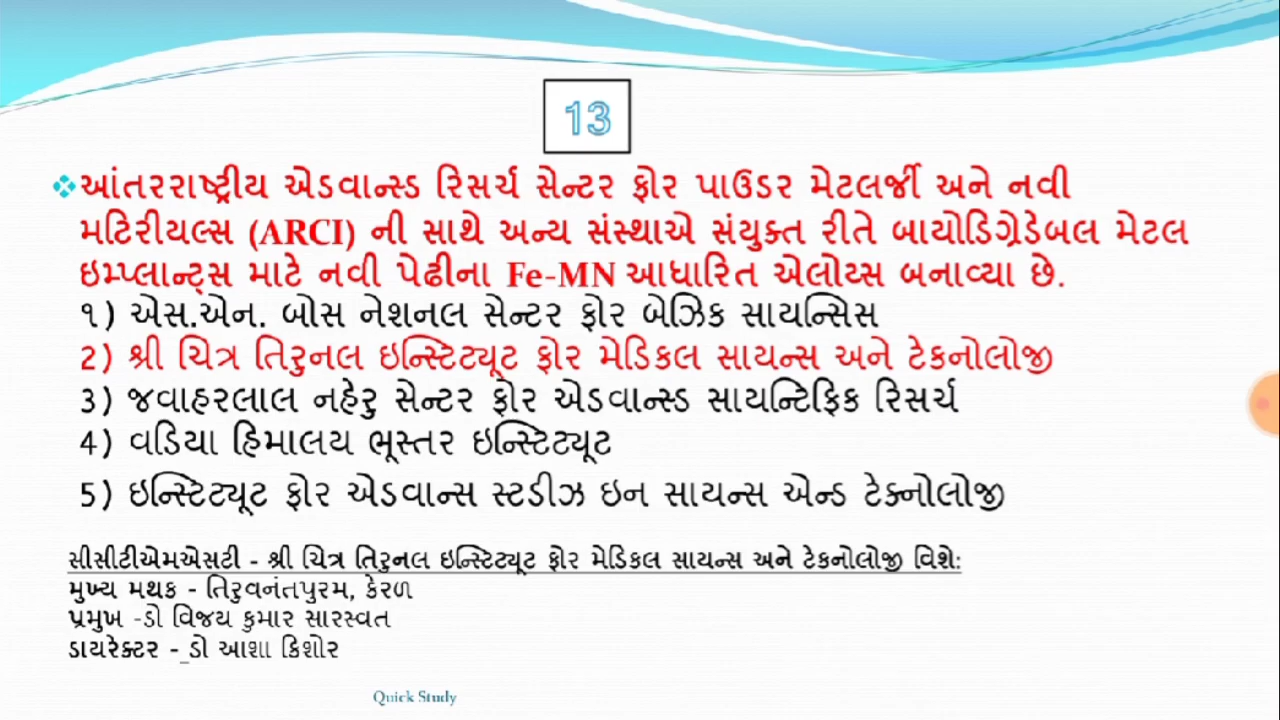 13
આંતરરાષ્ટ્રીય એડવાન્સ્ડ રિસર્ચ સેન્ટર ફોર પાઉડર મેટલર્જી અને નવી
મટિરીયલ્સ (ARCI) ની સાથે અન્ય સંસ્થાએ સંયુક્ત રીતે બાયોડિગ્રેડેબલ મેટલ
ઇમ્પ્લાન્ટ્સ માટે નવી પેઢીના Fe-MN આધારિત એલોય્સ બનાવ્યા છે.
૧) એસ.એન. બોસ નેશનલ સેન્ટર ફોર બેઝિક સાયન્સિસ
2) શ્રી ચિત્ર તિરુનલ ઇન્સ્ટિટ્યૂટ ફોર મેડિકલ સાયન્સ અને ટેકનોલોજી
3) જવાહરલાલ નહેરુ સેન્ટર ફોર એડવાન્સ્ડ સાયન્ટિફિક રિસર્ચ
4) વડિયા હિમાલય ભૂસ્તર ઇન્સ્ટિટ્યૂટ
5) ઇન્સ્ટિટ્યૂટ ફોર એડવાન્સ સ્ટડીઝ ઇન સાયન્સ એન્ડ ટેક્નોલોજી
સીસીટીએમએસટી - શ્રી ચિત્ર તિરુનલ ઇન્સ્ટિટ્યૂટ ફોર મેડિકલ સાયન્સ અને ટેકનોલોજી વિશે:
મુખ્ય મથક - તિરુવનંતપુરમ, કેરળ
પ્રમુખ -ડો વિજય કુમાર સારસ્વત
ડાયરેક્ટર - ડો આશા કિશોર
Quick Study